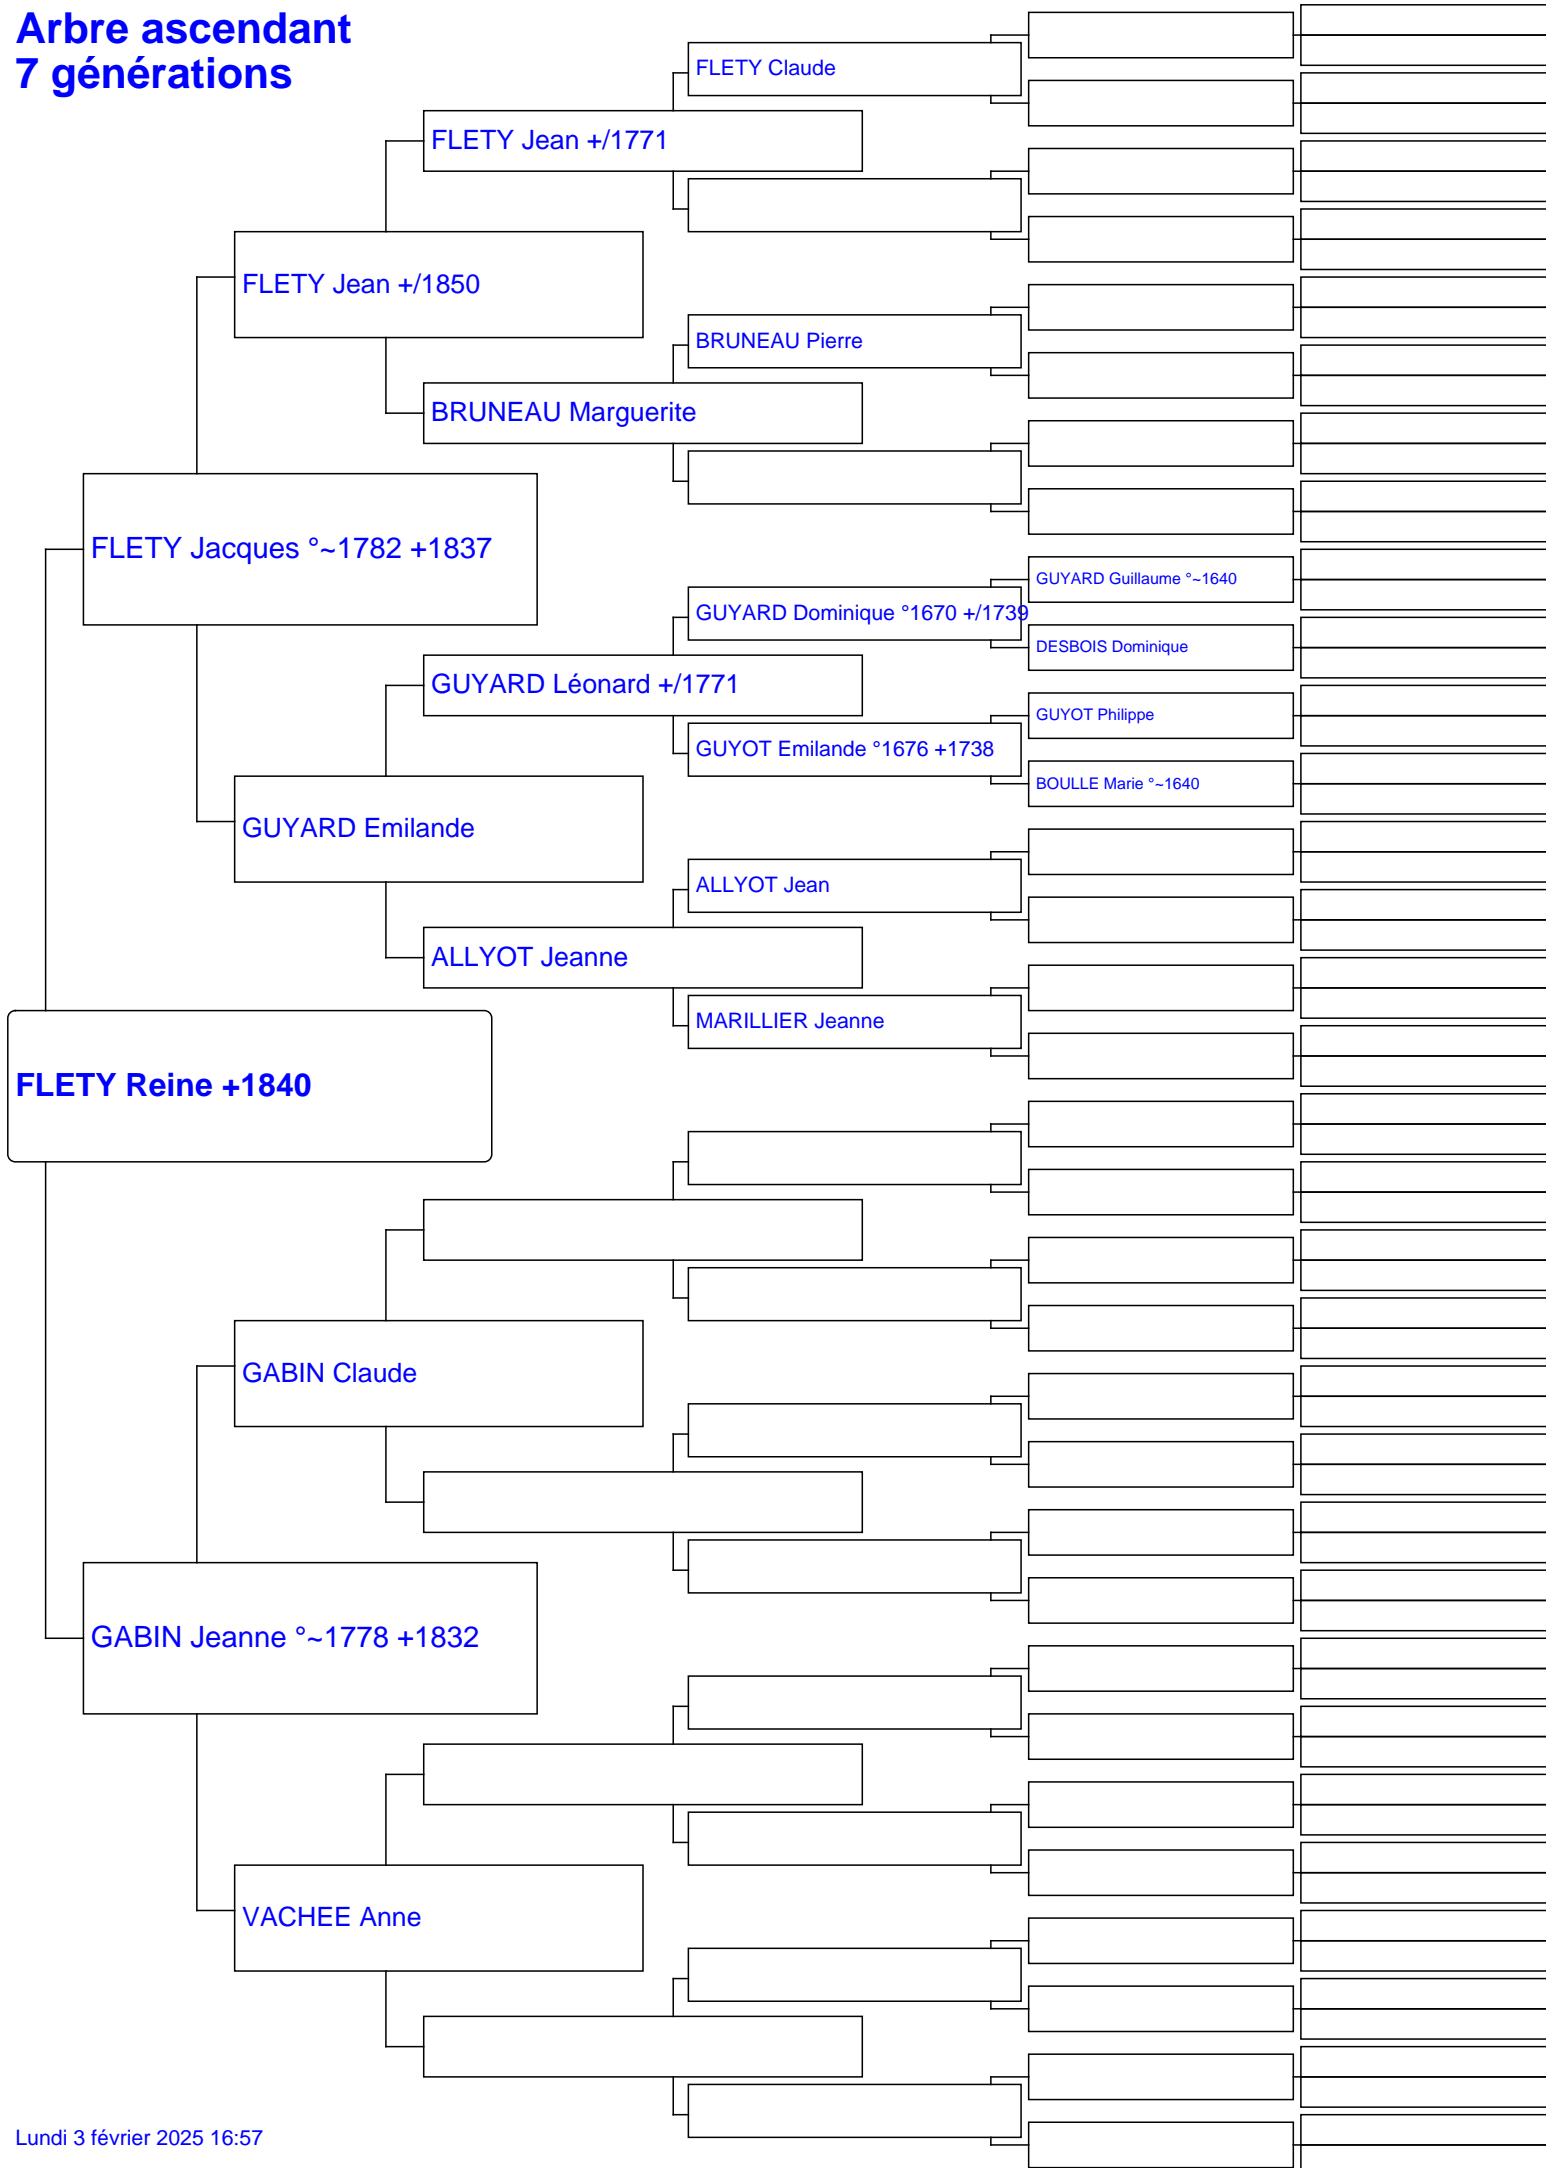 Arbre ascendant
7 générations
FLETY Claude
FLETY Jean +/1771
FLETY Jean +/1850
BRUNEAU Pierre
BRUNEAU Marguerite
FLETY Jacques °~1782 +1837
GUYARD Guillaume °~1640
GUYARD Dominique °1670 +/1739
DESBOIS Dominique
GUYARD Léonard +/1771
GUYOT Philippe
GUYOT Emilande °1676 +1738
BOULLE Marie °~1640
GUYARD Emilande
ALLYOT Jean
ALLYOT Jeanne
MARILLIER Jeanne
FLETY Reine +1840
GABIN Claude
GABIN Jeanne °~1778 +1832
VACHEE Anne
Lundi 3 février 2025 16:57